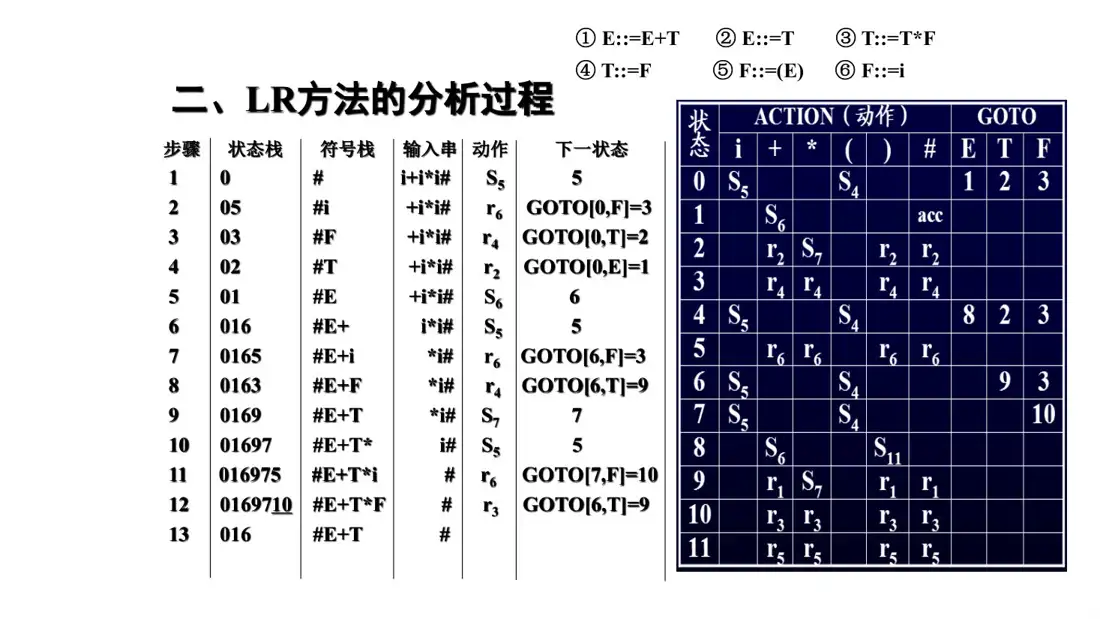 ① E::=E+T ② E::=T ③ T::=T*F
④ T::=F ⑤ F::=(E) ⑥ F::=i
二、LR方法的分析过程
步骤 状态栈 符号栈 输入串 动作 下一状态
1 0 # i+i*i# S5 5
2 05 #i +i*i# r6 GOTO[0,F]=3
3 03 #F +i*i# r4 GOTO[0,T]=2
4 02 #T +i*i# r2 GOTO[0,E]=1
5 01 #E +i*i# S6 6
6 016 #E+ i*i# S5 5
7 0165 #E+i *i# r6 GOTO[6,F]=3
8 0163 #E+F *i# r4 GOTO[6,T]=9
9 0169 #E+T *i# S7 7
10 01697 #E+T* i# S5 5
11 016975 #E+T*i # r6 GOTO[7,F]=10
12 0169710 #E+T*F # r3 GOTO[6,T]=9
13 016 #E+T #
状态 ACTION（动作） GOTO
i + * ( ) # E T F
0 S5 S4 1 2 3
1 S6 acc
2 r2 S7 r2 r2
3 r4 r4 r4 r4
4 S5 S4 8 2 3
5 r6 r6 r6 r6
6 S5 S4 9 3
7 S5 S4 10
8 S6 S11
9 r1 S7 r1 r1
10 r3 r3 r3 r3
11 r5 r5 r5 r5